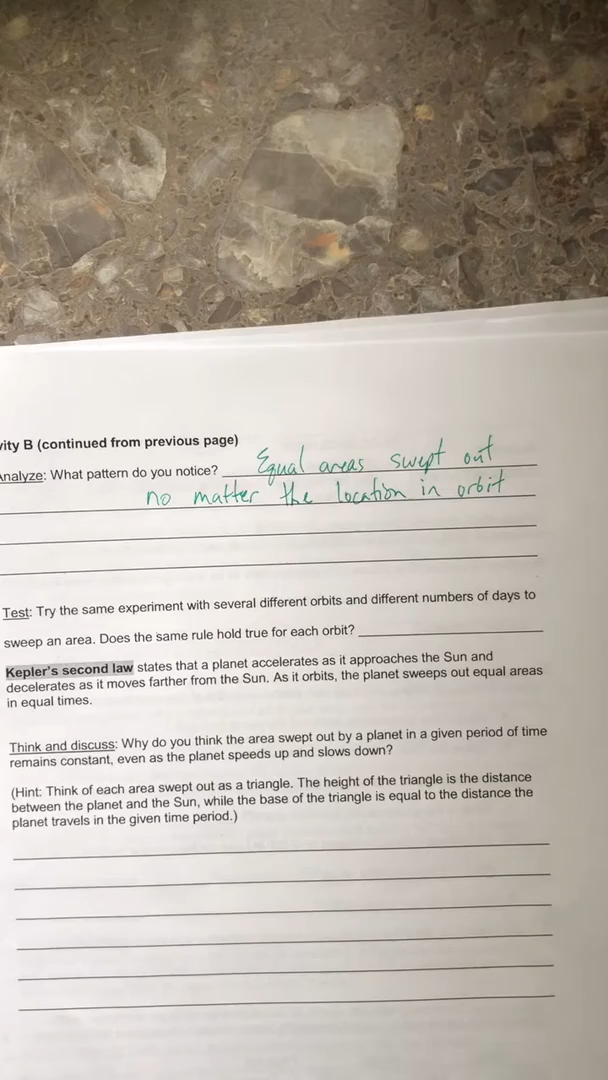 vity B (continued from previous page)
Analyze: What pattern do you notice? Equal areas swept out
no matter the location in orbit
Test: Try the same experiment with several different orbits and different numbers of days to
sweep an area. Does the same rule hold true for each orbit?
Kepler's second law states that a planet accelerates as it approaches the Sun and
decelerates as it moves farther from the Sun. As it orbits, the planet sweeps out equal areas
in equal times.
Think and discuss: Why do you think the area swept out by a planet in a given period of time
remains constant, even as the planet speeds up and slows down?
(Hint: Think of each area swept out as a triangle. The height of the triangle is the distance
between the planet and the Sun, while the base of the triangle is equal to the distance the
planet travels in the given time period.)